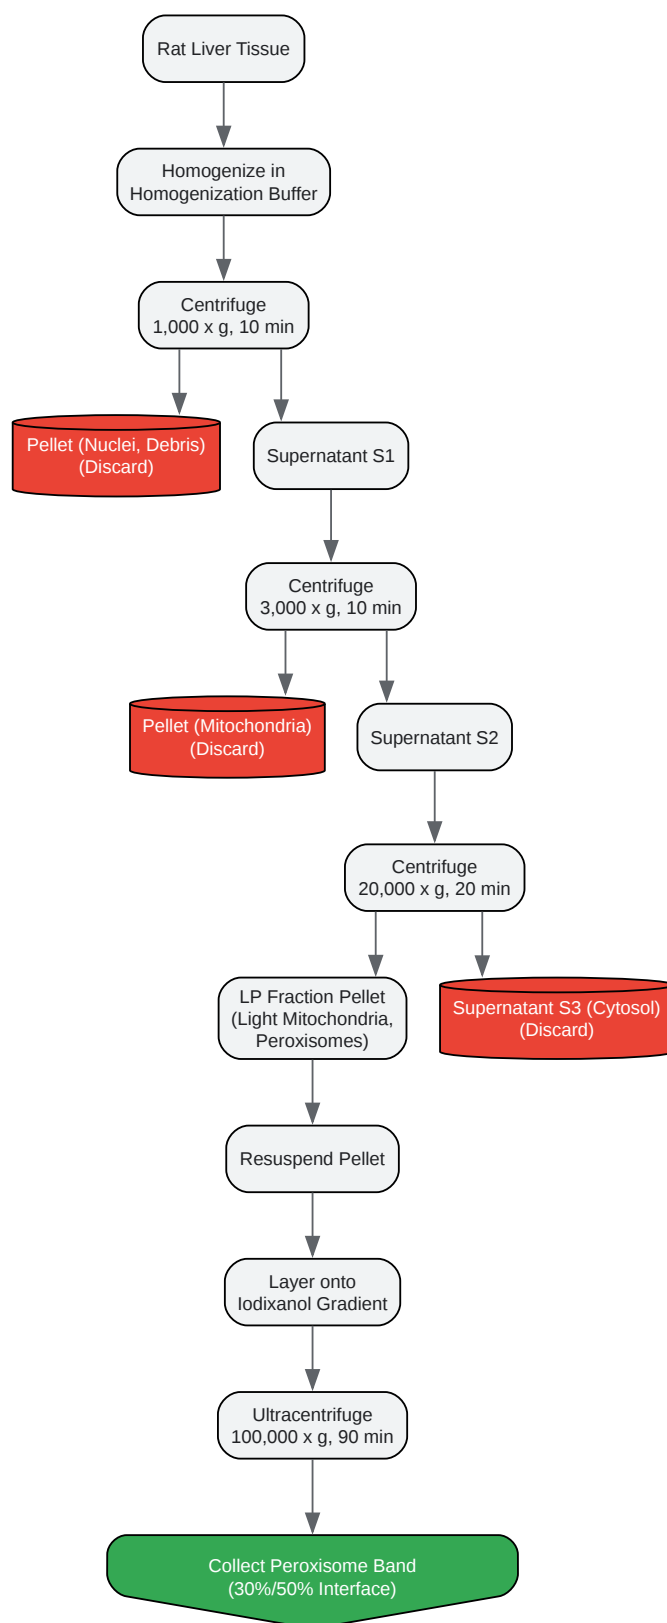 Rat Liver Tissue
Homogenize in
Homogenization Buffer
Centrifuge
1,000 x g, 10 min
Pellet (Nuclei, Debris)
(Discard)
Supernatant S1
Centrifuge
3,000 x g, 10 min
Pellet (Mitochondria)
(Discard)
Supernatant S2
Centrifuge
20,000 x g, 20 min
LP Fraction Pellet
(Light Mitochondria,
Peroxisomes)
Supernatant S3 (Cytosol)
(Discard)
Resuspend Pellet
Layer onto
Iodixanol Gradient
Ultracentrifuge
100,000 x g, 90 min
Collect Peroxisome Band
(30%/50% Interface)